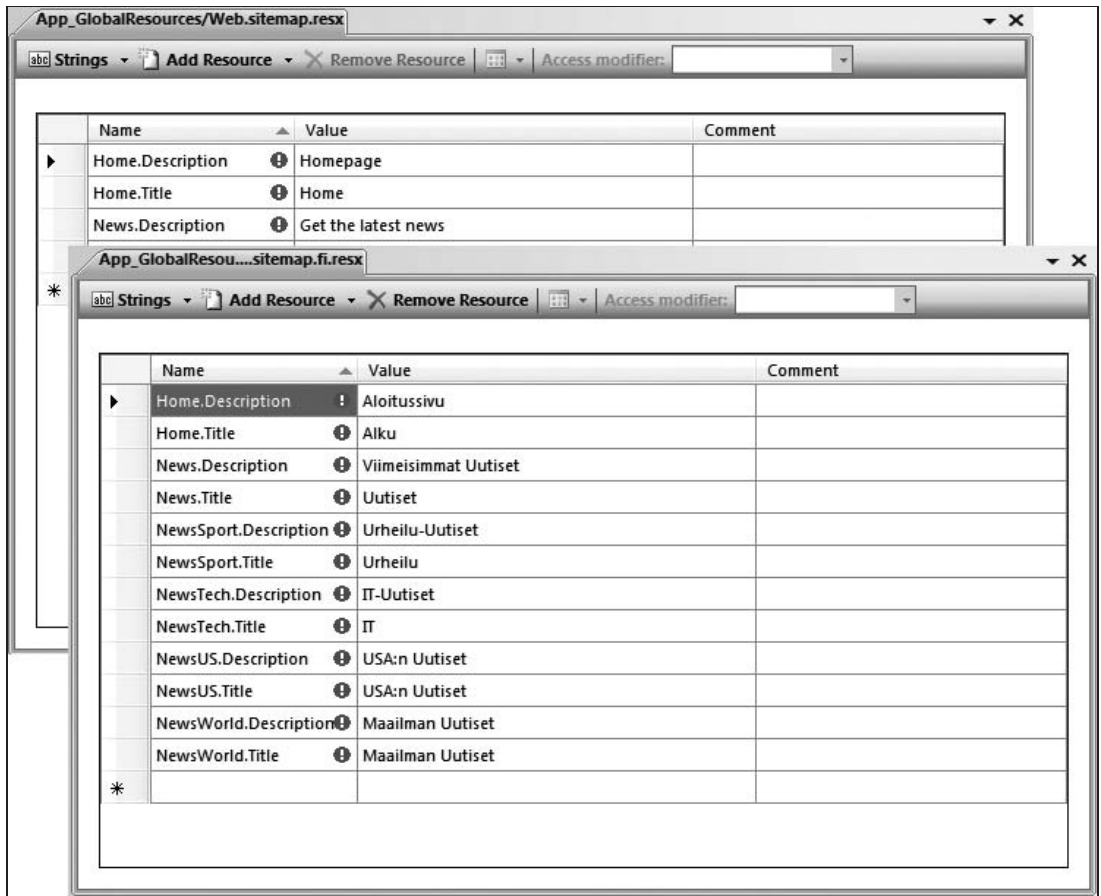 App_GlobalResources/Web.sitemap.resx
abc Strings Add Resource Remove Resource Access modifier:
Name Value Comment
Home.Description Homepage
Home.Title Home
News.Description Get the latest news
App_GlobalResou....sitemap.fi.resx
abc Strings Add Resource Remove Resource Access modifier:
Name Value Comment
Home.Description Aloitussivu
Home.Title Alku
News.Description Viimeisimmat Uutiset
News.Title Uutiset
NewsSport.Description Urheilu-Uutiset
NewsSport.Title Urheilu
NewsTech.Description IT-Uutiset
NewsTech.Title IT
NewsUS.Description USA:n Uutiset
NewsUS.Title USA:n Uutiset
NewsWorld.Description Maailman Uutiset
NewsWorld.Title Maailman Uutiset